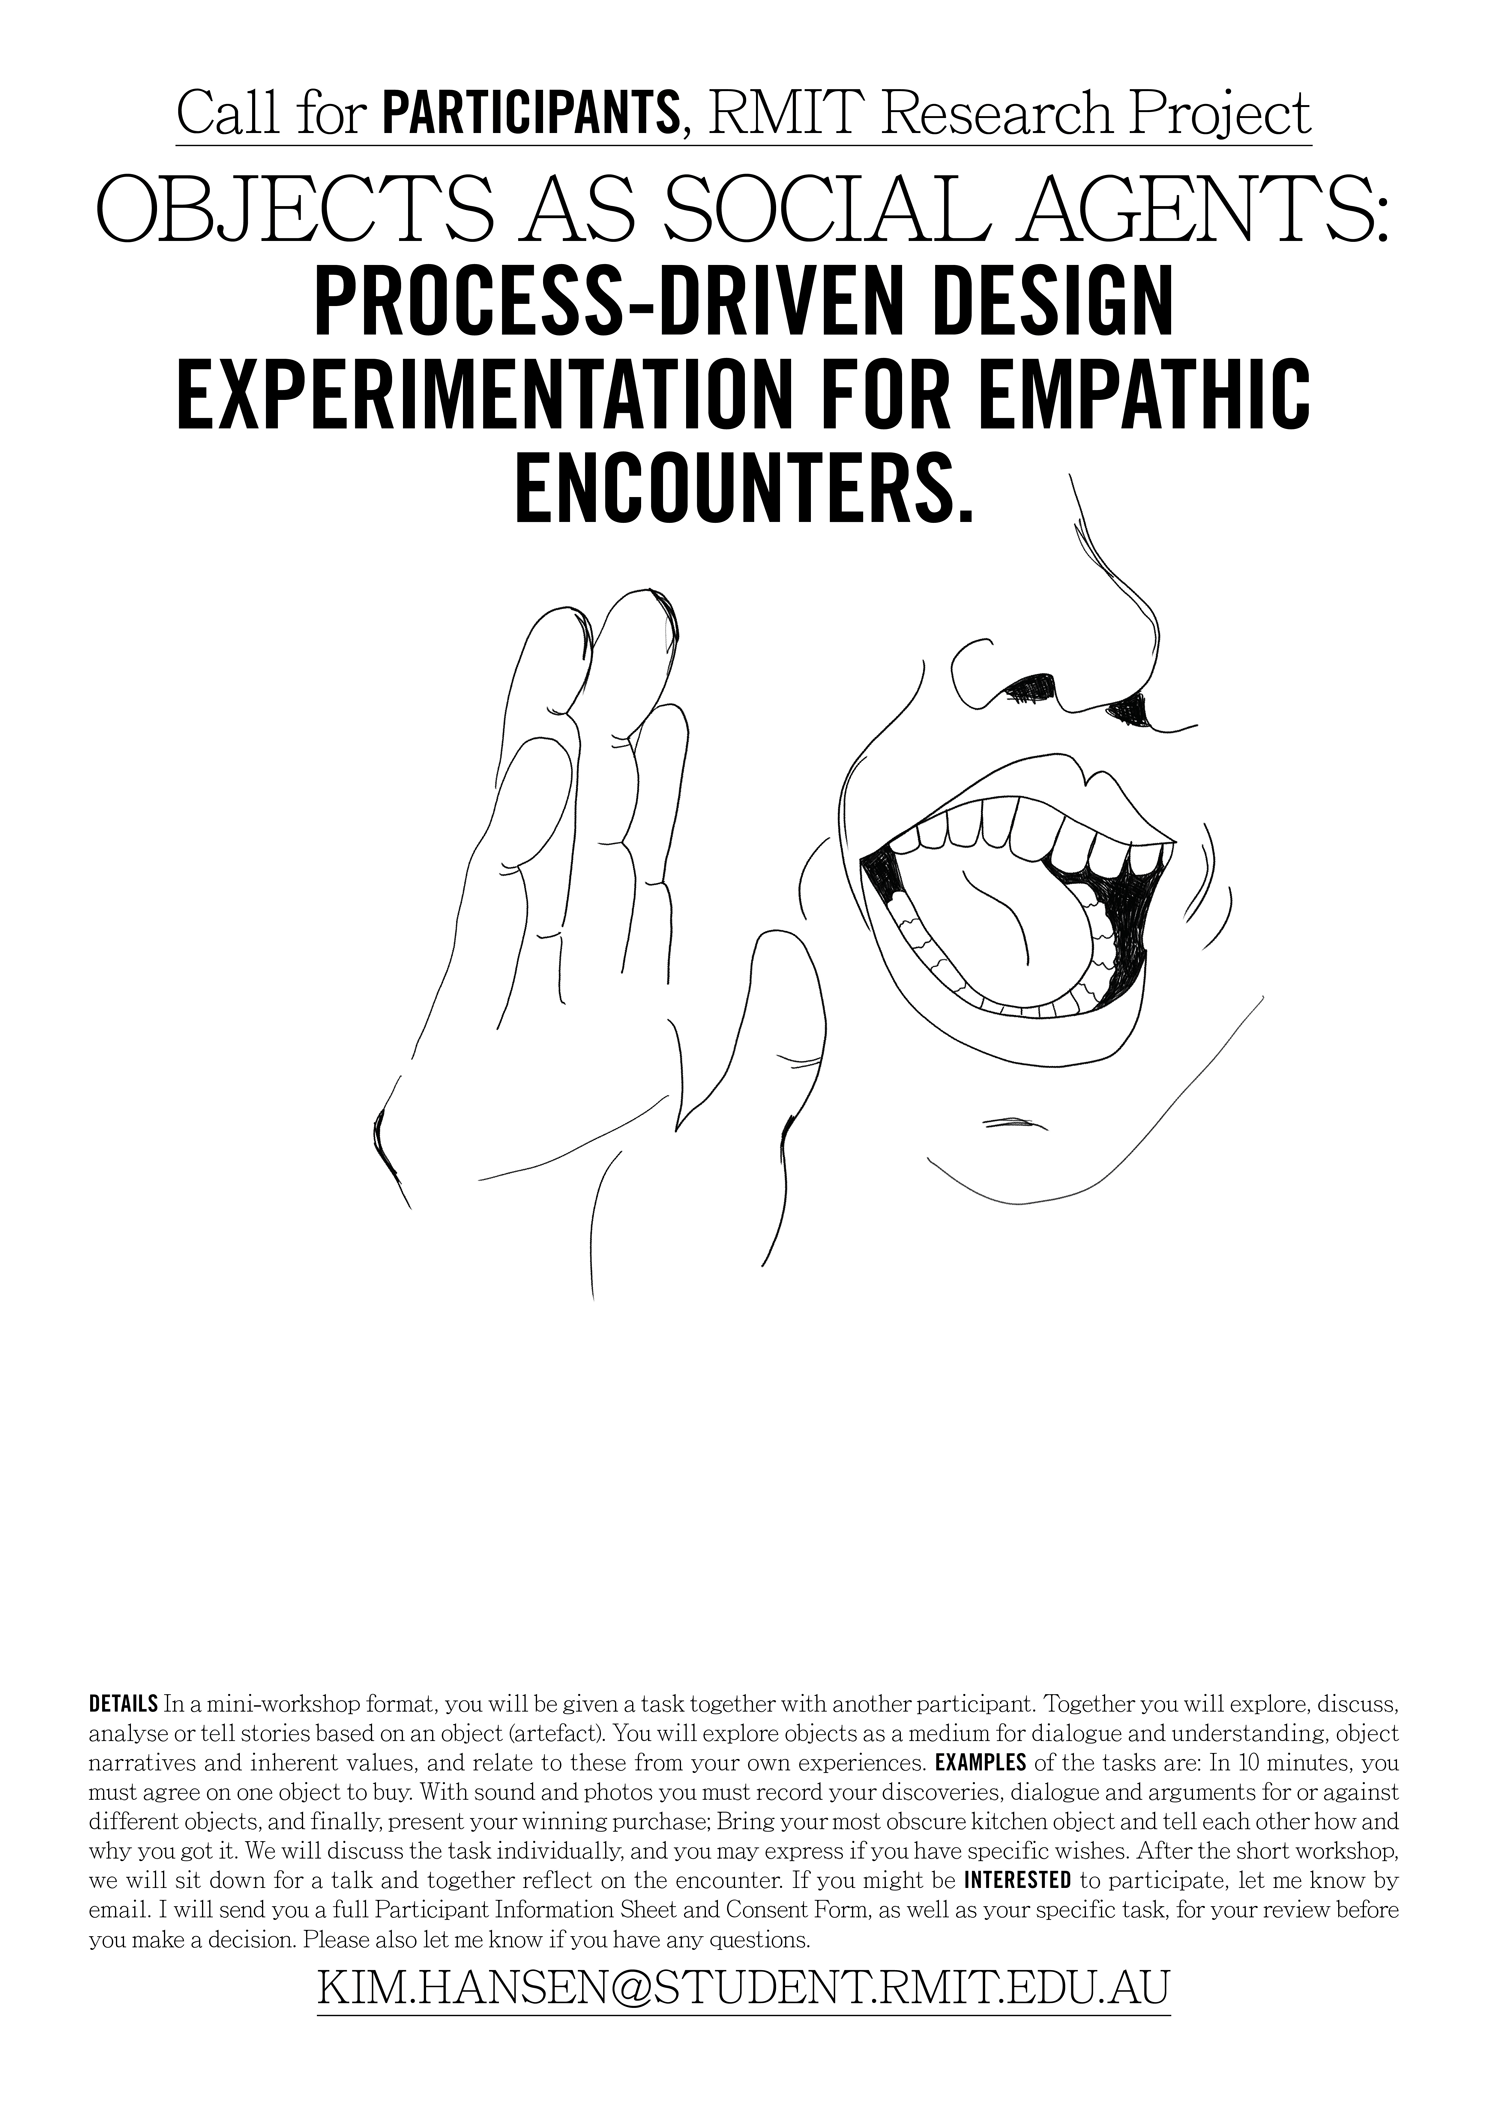 Call for PARTICIPANTS, RMIT Research Project
OBJECTS AS SOCIAL AGENTS:
PROCESS-DRIVEN DESIGN
EXPERIMENTATION FOR EMPATHIC
ENCOUNTERS.
DETAILS In a mini-workshop format, you will be given a task together with another participant. Together you will explore, discuss,
analyse or tell stories based on an object (artefact). You will explore objects as a medium for dialogue and understanding, object
narratives and inherent values, and relate to these from your own experiences. EXAMPLES of the tasks are: In 10 minutes, you
must agree on one object to buy. With sound and photos you must record your discoveries, dialogue and arguments for or against
different objects, and finally, present your winning purchase; Bring your most obscure kitchen object and tell each other how and
why you got it. We will discuss the task individually, and you may express if you have specific wishes. After the short workshop,
we will sit down for a talk and together reflect on the encounter. If you might be INTERESTED to participate, let me know by
email. I will send you a full Participant Information Sheet and Consent Form, as well as your specific task, for your review before
you make a decision. Please also let me know if you have any questions.
KIM.HANSEN@STUDENT.RMIT.EDU.AU